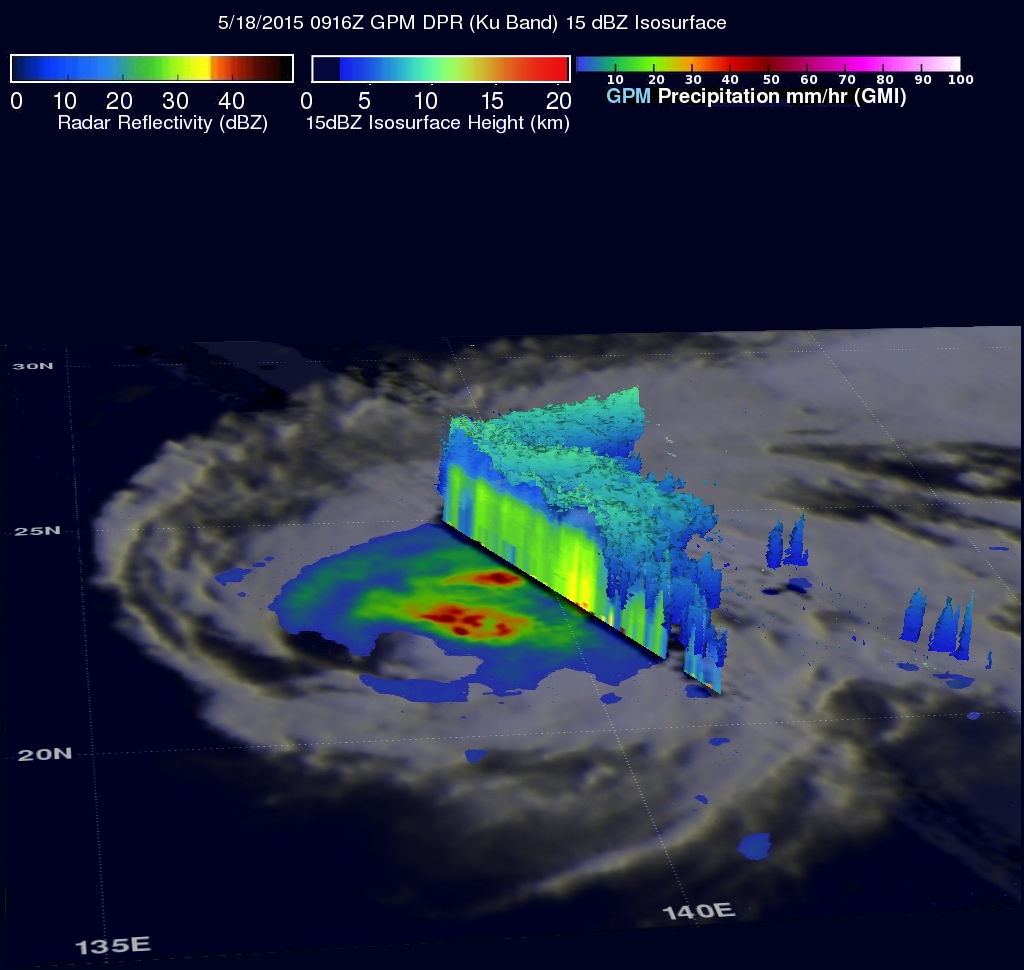 5/18/2015 0916Z GPM DPR (Ku Band) 15 dBZ Isosurface
0 10 20 30 40
Radar Reflectivity (dBZ)
0 5 10 15 20
15dBZ Isosurface Height (km)
10 20 30 40 50 60 70 80 90 100
GPM Precipitation mm/hr (GMI)
30N
25N
20N
140E
135E